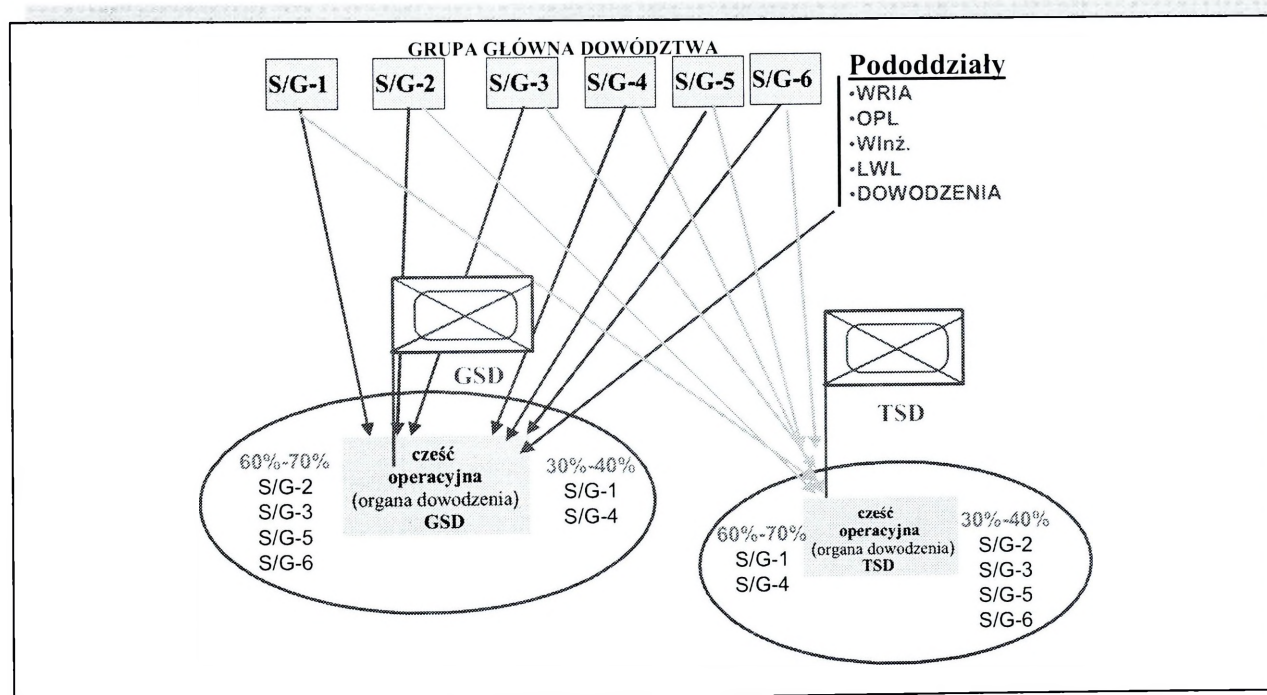 GRUPA GŁÓWNA DOWÓDZTWA
S/G-1
S/G-2
S/G-3
S/G-4
S/G-5
S/G-6
Pododdziały
•WRIA
•OPL
•WInż.
•LWL
•DOWODZENIA
GSD
TSD
60%-70%
S/G-2
S/G-3
S/G-5
S/G-6
cześć
operacyjna
(organa dowodzenia)
GSD
30%-40%
S/G-1
S/G-4
60%-70%
S/G-1
S/G-4
cześć
operacyjna
(organa dowodzenia)
TSD
30%-40%
S/G-2
S/G-3
S/G-5
S/G-6